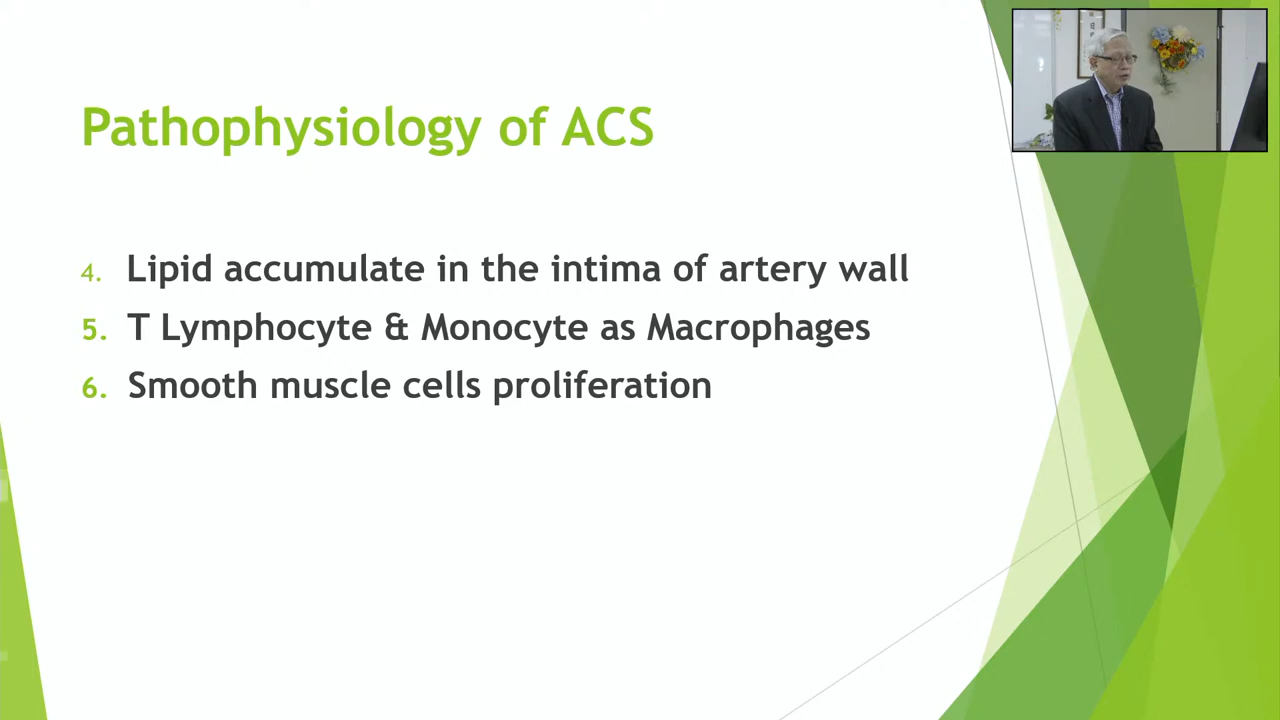 Pathophysiology of ACS
4. Lipid accumulate in the intima of artery wall
5. T Lymphocyte & Monocyte as Macrophages
6. Smooth muscle cells proliferation